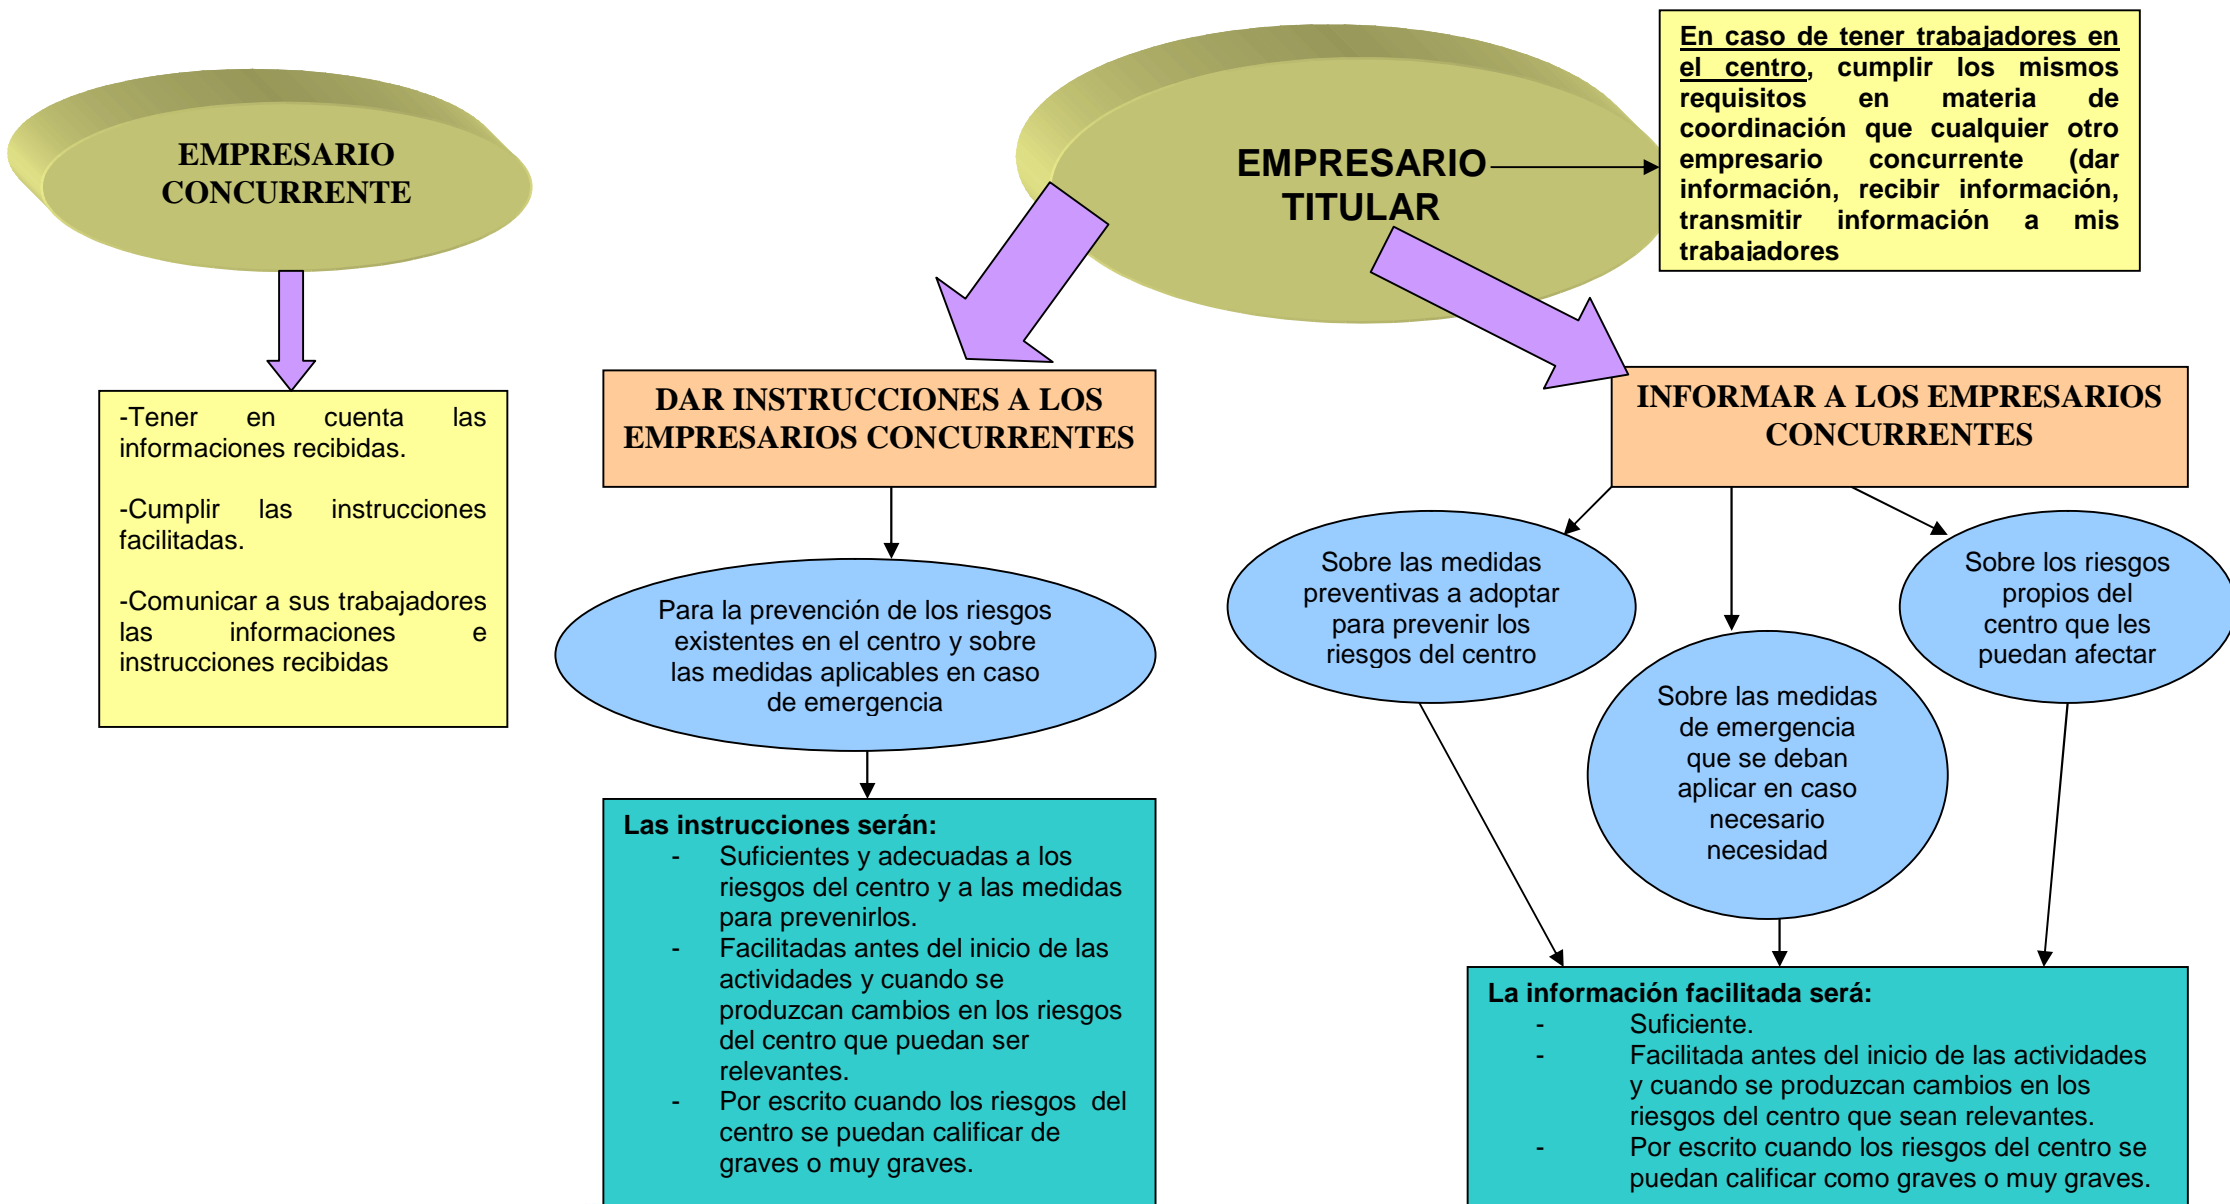 EMPRESARIO
CONCURRENTE
-Tener en cuenta las
informaciones recibidas.
-Cumplir las instrucciones
facilitadas.
-Comunicar a sus trabajadores
las informaciones e
instrucciones recibidas
EMPRESARIO
TITULAR
En caso de tener trabajadores en
el centro, cumplir los mismos
requisitos en materia de
coordinación que cualquier otro
empresario concurrente (dar
información, recibir información,
transmitir información a mis
trabajadores
DAR INSTRUCCIONES A LOS
EMPRESARIOS CONCURRENTES
Para la prevención de los riesgos
existentes en el centro y sobre
las medidas aplicables en caso
de emergencia
Las instrucciones serán:
- Suficientes y adecuadas a los
riesgos del centro y a las medidas
para prevenirlos.
- Facilitadas antes del inicio de las
actividades y cuando se
produzcan cambios en los riesgos
del centro que puedan ser
relevantes.
- Por escrito cuando los riesgos del
centro se puedan calificar de
graves o muy graves.
INFORMAR A LOS EMPRESARIOS
CONCURRENTES
Sobre las medidas
preventivas a adoptar
para prevenir los
riesgos del centro
Sobre las medidas
de emergencia
que se deban
aplicar en caso
necesario
necesidad
Sobre los riesgos
propios del
centro que les
puedan afectar
La información facilitada será:
- Suficiente.
- Facilitada antes del inicio de las actividades
y cuando se produzcan cambios en los
riesgos del centro que sean relevantes.
- Por escrito cuando los riesgos del centro se
puedan calificar como graves o muy graves.